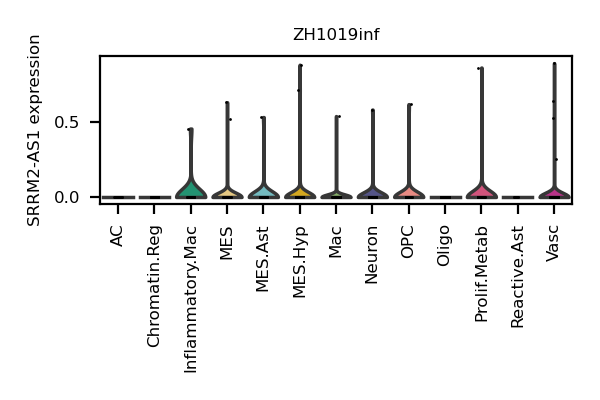 ZH1019inf
SRRM2-AS1 expression
0.5
0.0
AC
Chromatin.Reg
Inflammatory.Mac
MES
MES.Ast
MES.Hyp
Mac
Neuron
OPC
Oligo
Prolif.Metab
Reactive.Ast
Vasc